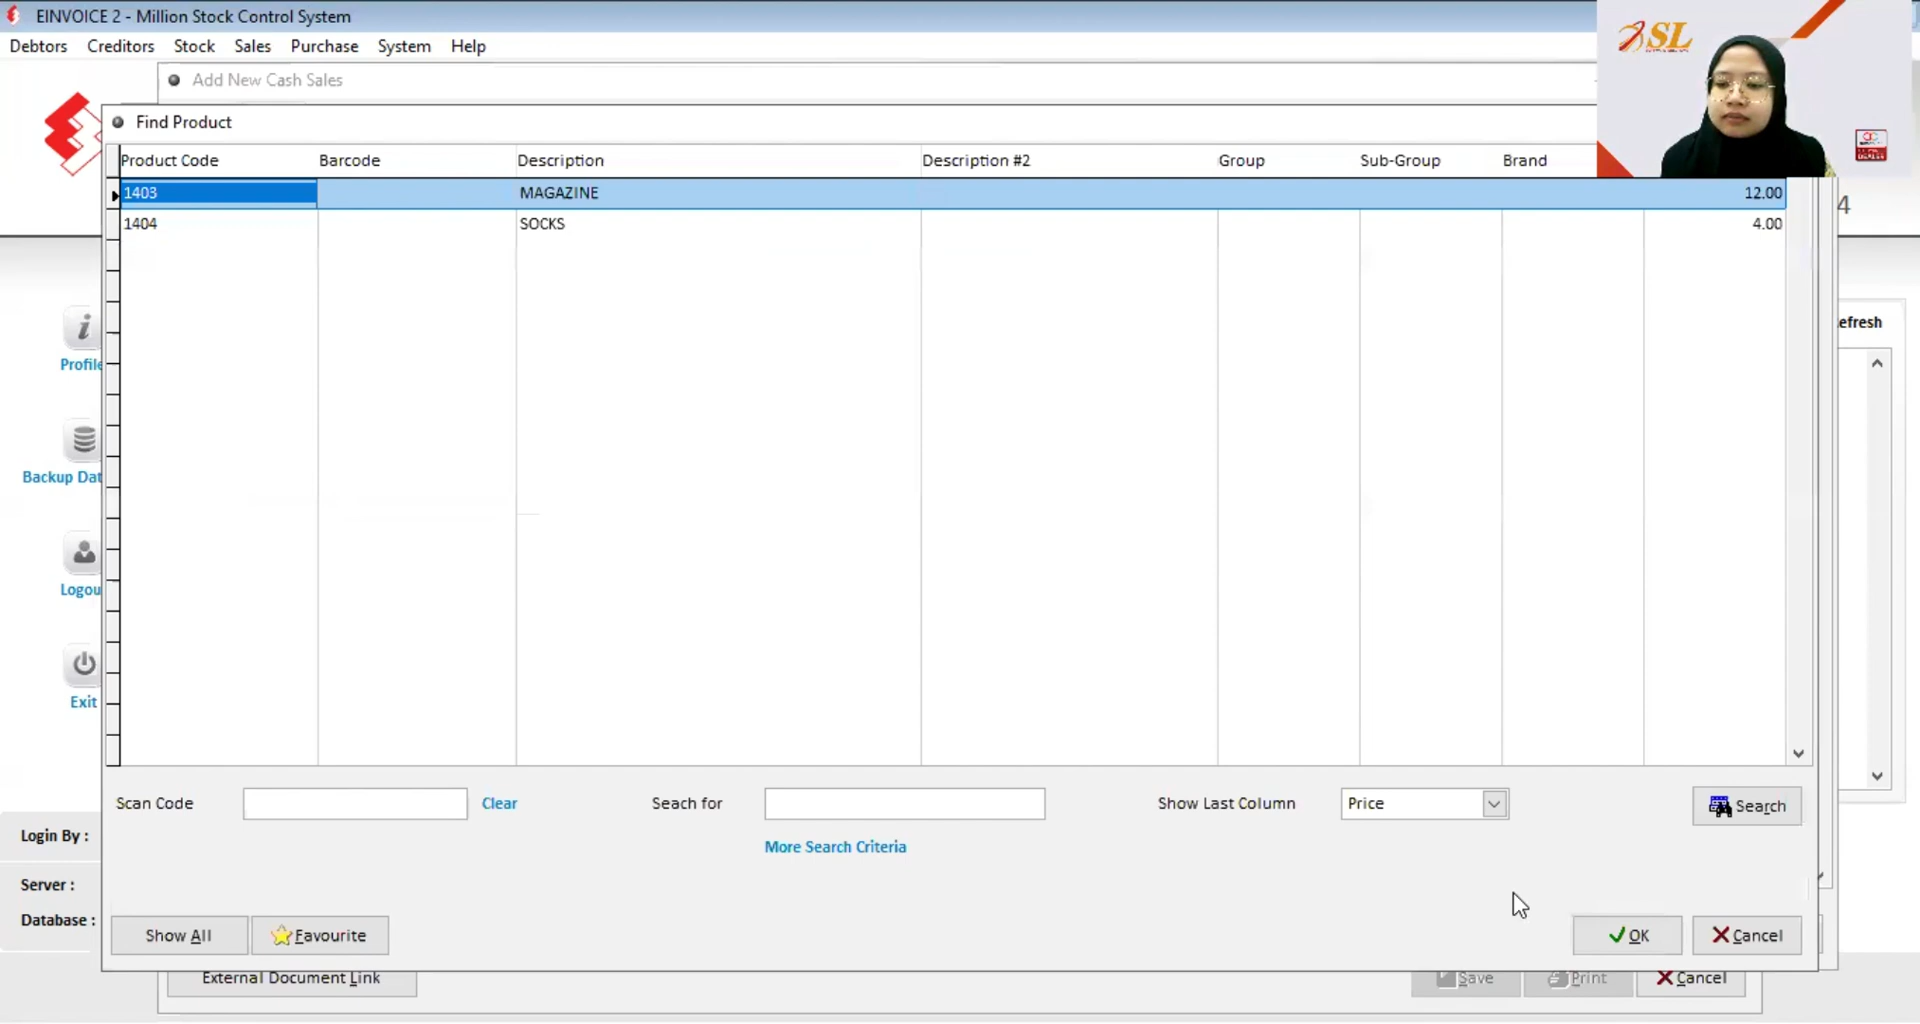 EINVOICE 2 - Million Stock Control System
Debtors Creditors Stock Sales Purchase System Help
SL
Add New Cash Sales
Find Product
Product Code Barcode Description Description #2 Group Sub-Group Brand
1403 MAGAZINE 12.00
1404 SOCKS 4.00
4
efresh
Profile
Backup Dat
Logou
Exit
Scan Code Clear Seach for Show Last Column Price Search
More Search Criteria
Login By :
Server :
Database :
Show All Favourite OK Cancel
External Document Link Save Print Cancel